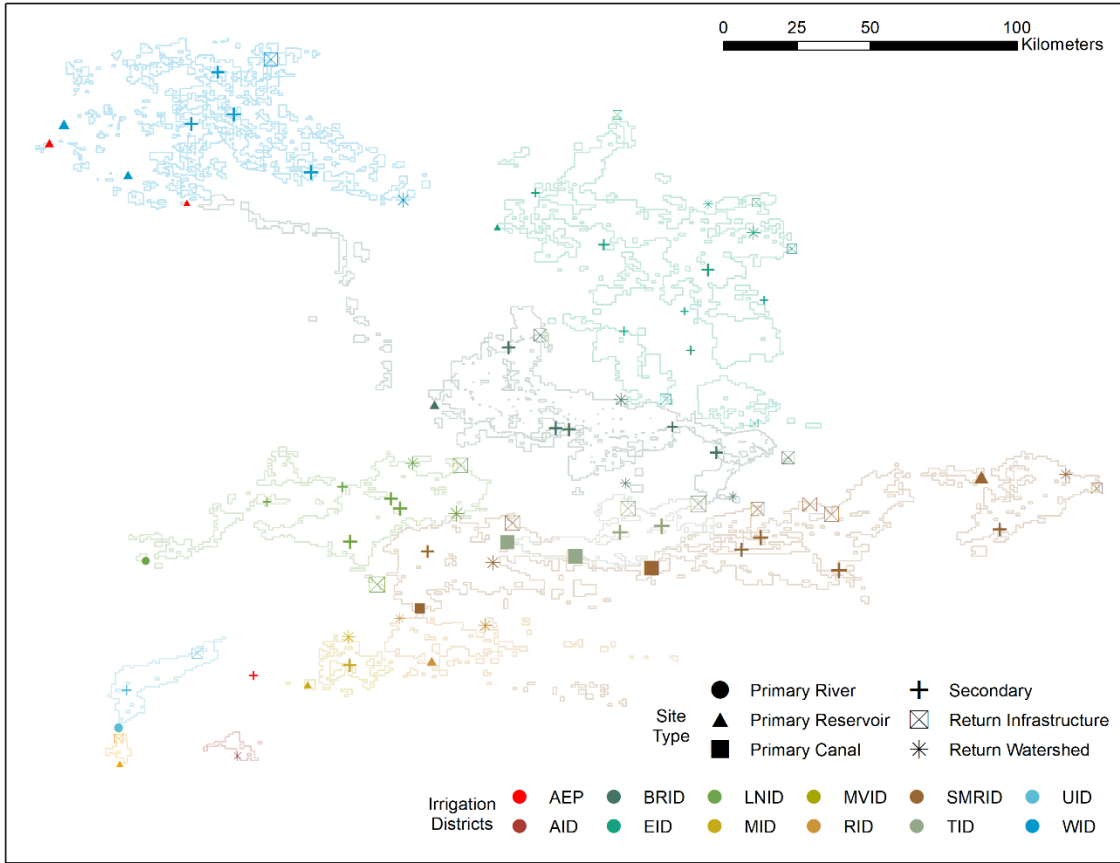 0 25 50 100
Kilometers
Site
Type
Primary River
Secondary
Primary Reservoir
Return Infrastructure
Primary Canal
Return Watershed
Irrigation
Districts
AEP BRID LNID MVID SMRID UID
AID EID MID RID TID WID